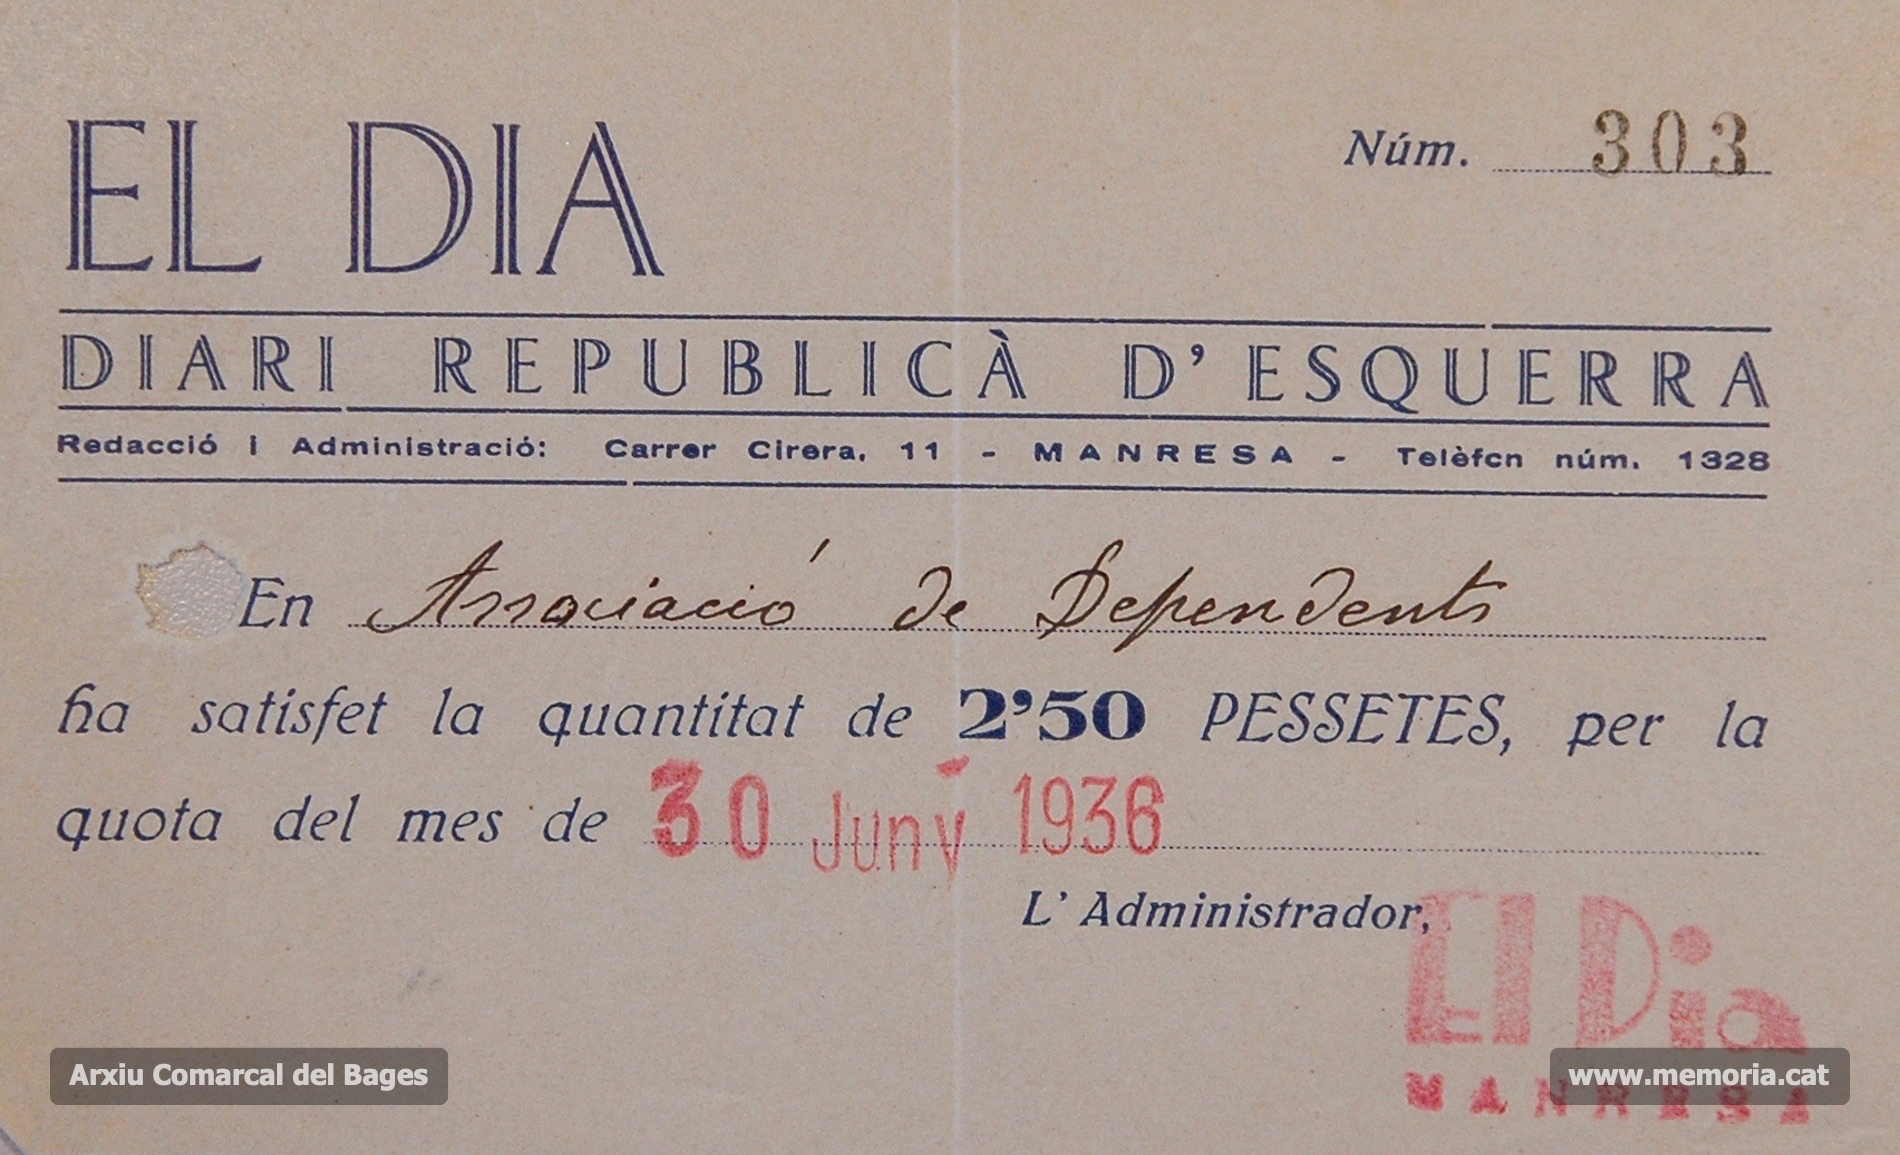 EL DIA
Núm. 303
DIARI REPUBLICÀ D'ESQUERRA
Redacció i Administració: Carrer Cirera, 11 - MANRESA - Telèfon núm. 1328
En Associació de Dependents
ha satisfet la quantitat de 2'50 PESSETES, per la
quota del mes de 30 Juny 1936
L'Administrador,
El Dia
MANRESA
Arxiu Comarcal del Bages
www.memoria.cat